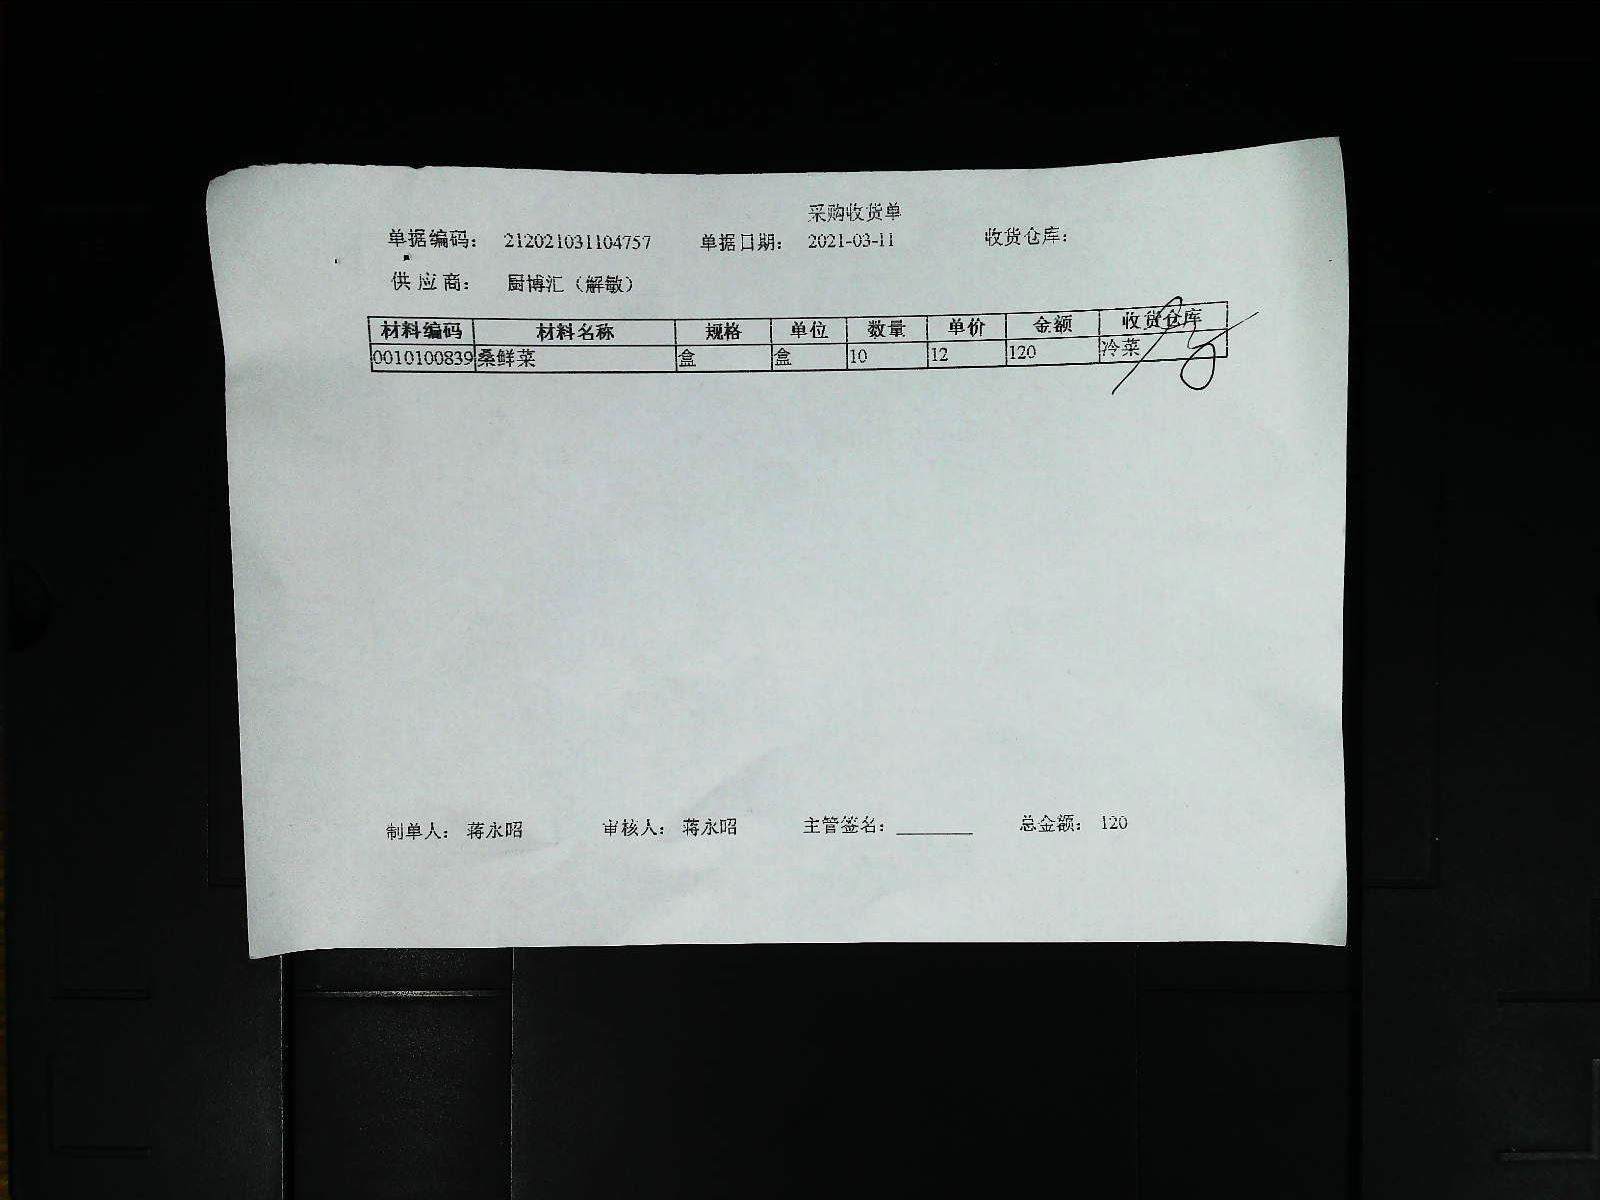 采购收货单
单据编码： 212021031104757 单据日期： 2021-03-11 收货仓库：
供 应 商： 厨博汇（解敏）
材料编码 材料名称 规格 单位 数量 单价 金额 收货仓库
0010100839 桑鲜菜 盒 盒 10 12 120 冷菜
制单人： 蒋永昭 审核人： 蒋永昭 主管签名：________ 总金额： 120